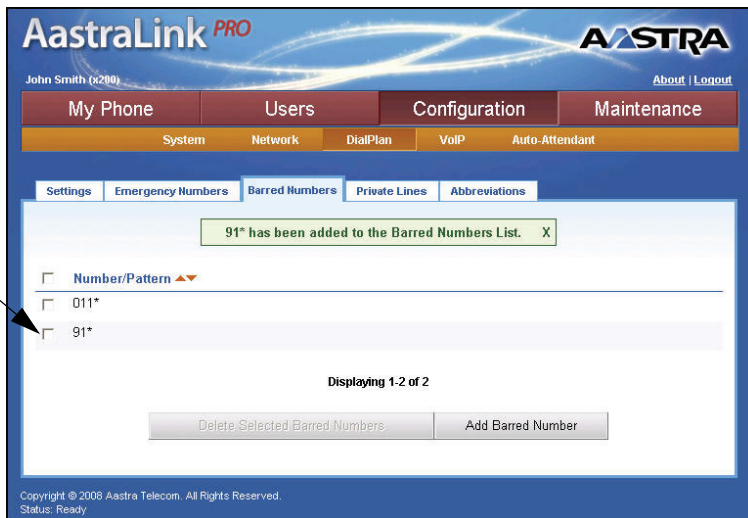 AastraLink PRO
AASTRA
John Smith (x200)
About | Logout
My Phone Users Configuration Maintenance
System Network DialPlan VoIP Auto-Attendant
Settings Emergency Numbers Barred Numbers Private Lines Abbreviations
91* has been added to the Barred Numbers List. X
Number/Pattern
011*
91*
Displaying 1-2 of 2
Delete Selected Barred Numbers Add Barred Number
Copyright © 2008 Aastra Telecom. All Rights Reserved.
Status: Ready